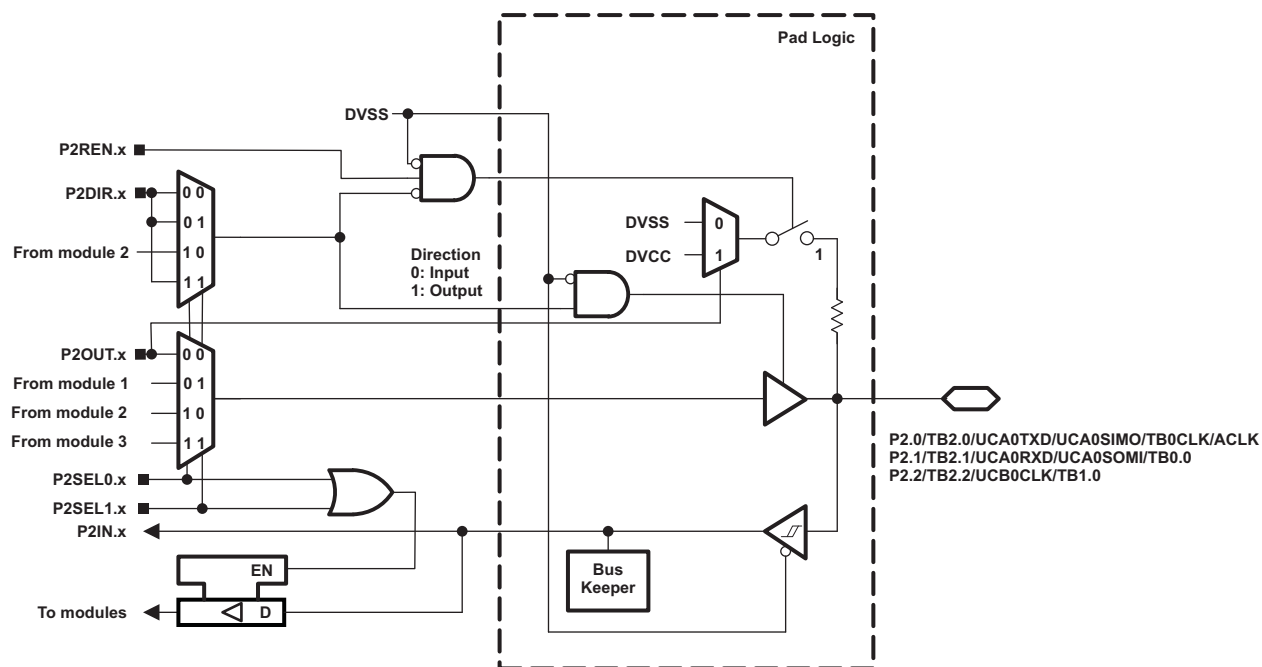 Pad Logic
DVSS
P2REN.x
P2DIR.x
0 0
0 1
From module 2
1 0
1 1
Direction
0: Input
1: Output
DVSS
0
DVCC
1
1
P2OUT.x
0 0
From module 1
0 1
From module 2
1 0
From module 3
1 1
P2SEL0.x
P2SEL1.x
P2IN.x
EN
D
To modules
Bus
Keeper
P2.0/TB2.0/UCA0TXD/UCA0SIMO/TB0CLK/ACLK
P2.1/TB2.1/UCA0RXD/UCA0SOMI/TB0.0
P2.2/TB2.2/UCB0CLK/TB1.0